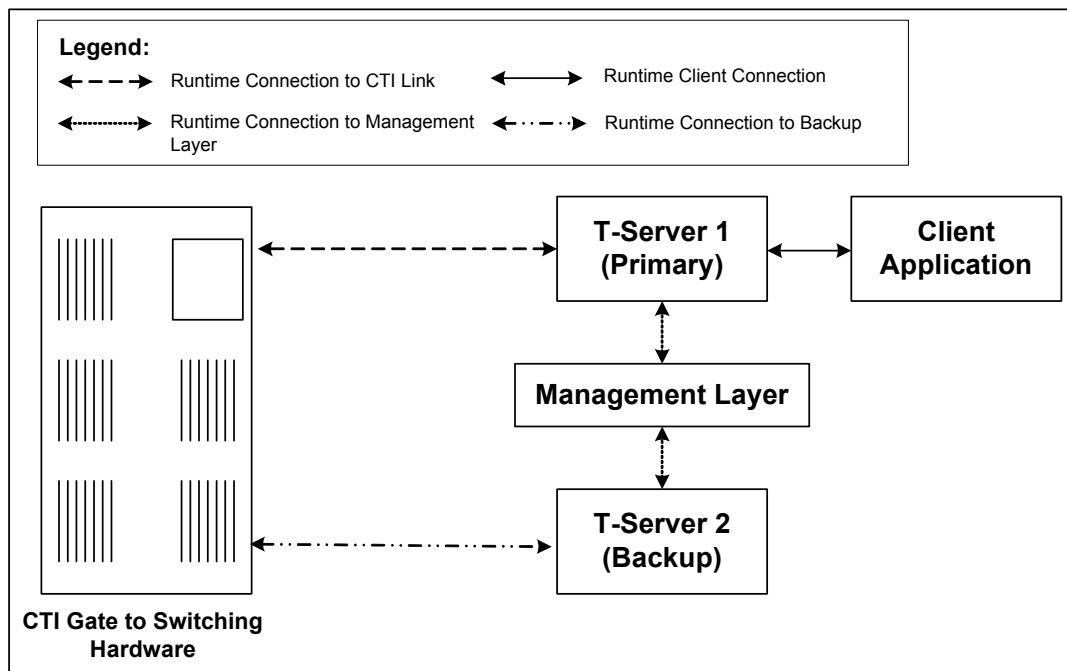 Legend:
Runtime Connection to CTI Link
Runtime Client Connection
Runtime Connection to Management
Layer
Runtime Connection to Backup
T-Server 1
(Primary)
Client
Application
Management Layer
T-Server 2
(Backup)
CTI Gate to Switching
Hardware